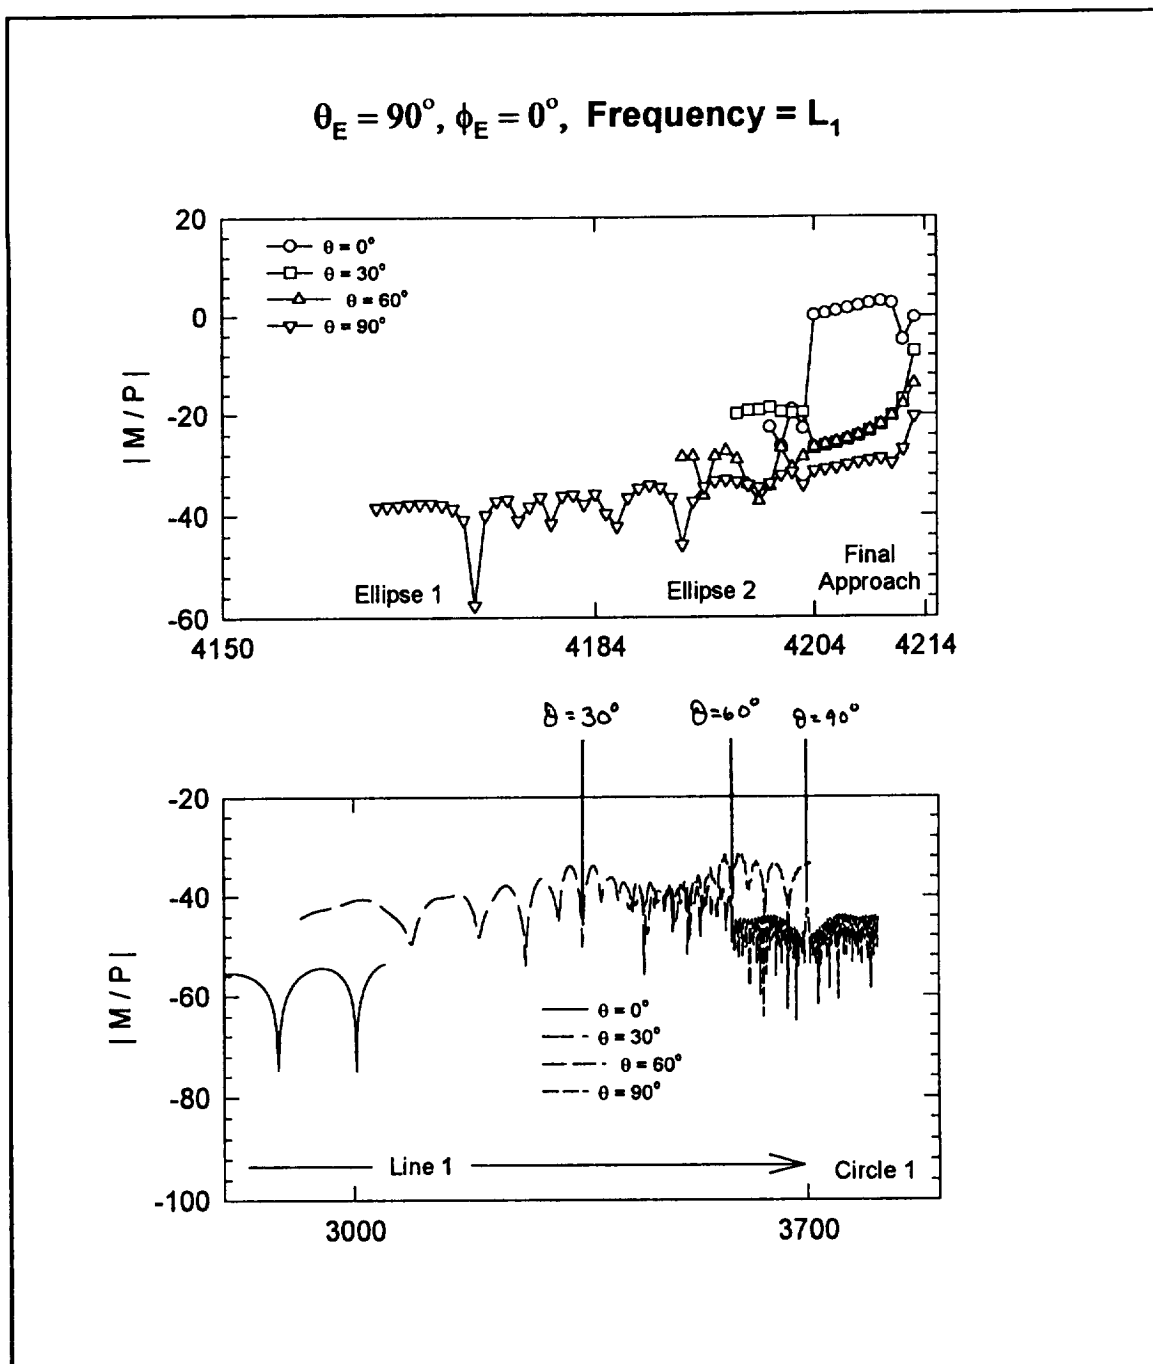 θE = 90°, ϕE = 0°, Frequency = L1
20
0
-20
-40
-60
| M / P |
θ = 0°
θ = 30°
θ = 60°
θ = 90°
Ellipse 1
Ellipse 2
Final
Approach
4150
4184
4204
4214
θ = 30°
θ = 60°
θ = 90°
-20
-40
-60
-80
-100
| M / P |
θ = 0°
θ = 30°
θ = 60°
θ = 90°
Line 1
Circle 1
3000
3700